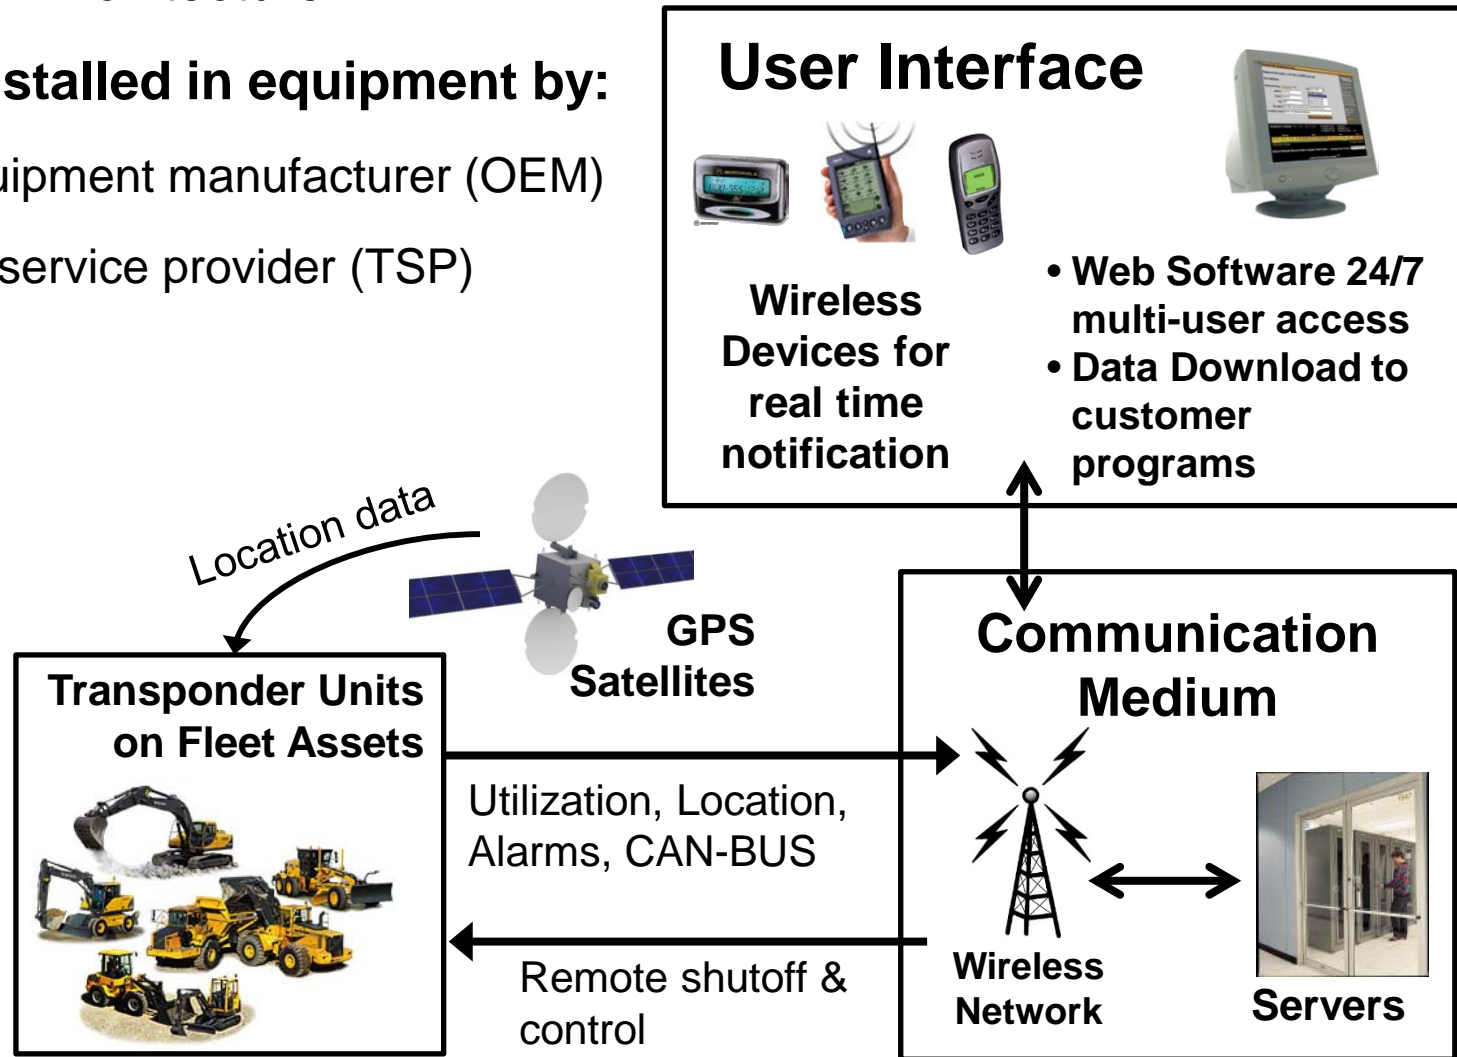 stalled in equipment by:
uipment manufacturer (OEM)
service provider (TSP)
User Interface
Wireless
Devices for
real time
notification
• Web Software 24/7
multi-user access
• Data Download to
customer
programs
Location data
GPS
Satellites
Transponder Units
on Fleet Assets
Utilization, Location,
Alarms, CAN-BUS
Remote shutoff &
control
Communication
Medium
Wireless
Network
Servers